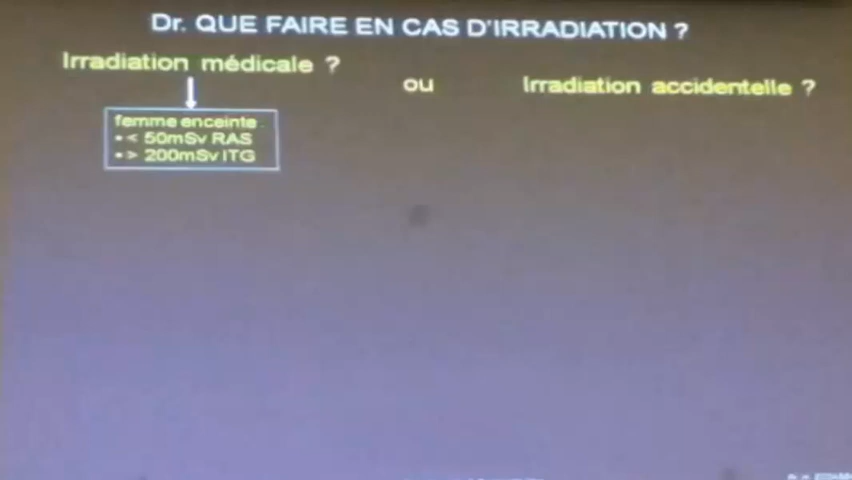 Dr. QUE FAIRE EN CAS D'IRRADIATION ?
Irradiation médicale ?
ou
Irradiation accidentelle ?
femme enceinte
• < 50mSv RAS
• > 200mSv ITG